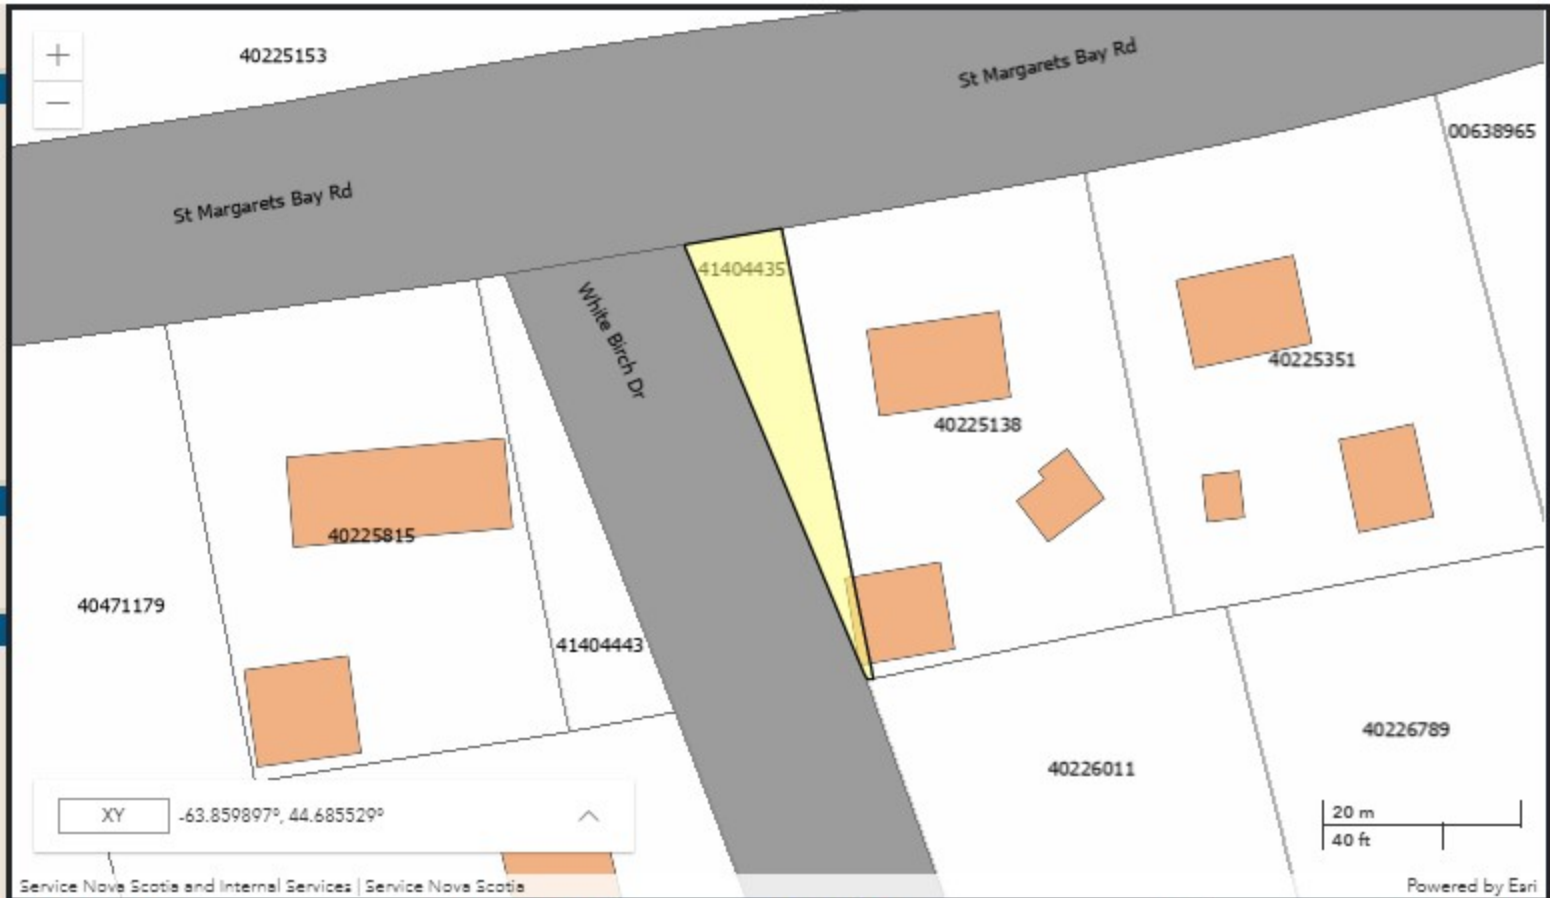 +
40225153
St Margarets Bay Rd
−
00638965
St Margarets Bay Rd
41404435
White Birch Dr
40225351
40225138
40225815
40471179
41404443
40226789
40226011
XY -63.859897°, 44.685529°
20 m
40 ft
Service Nova Scotia and Internal Services | Service Nova Scotia
Powered by Esri